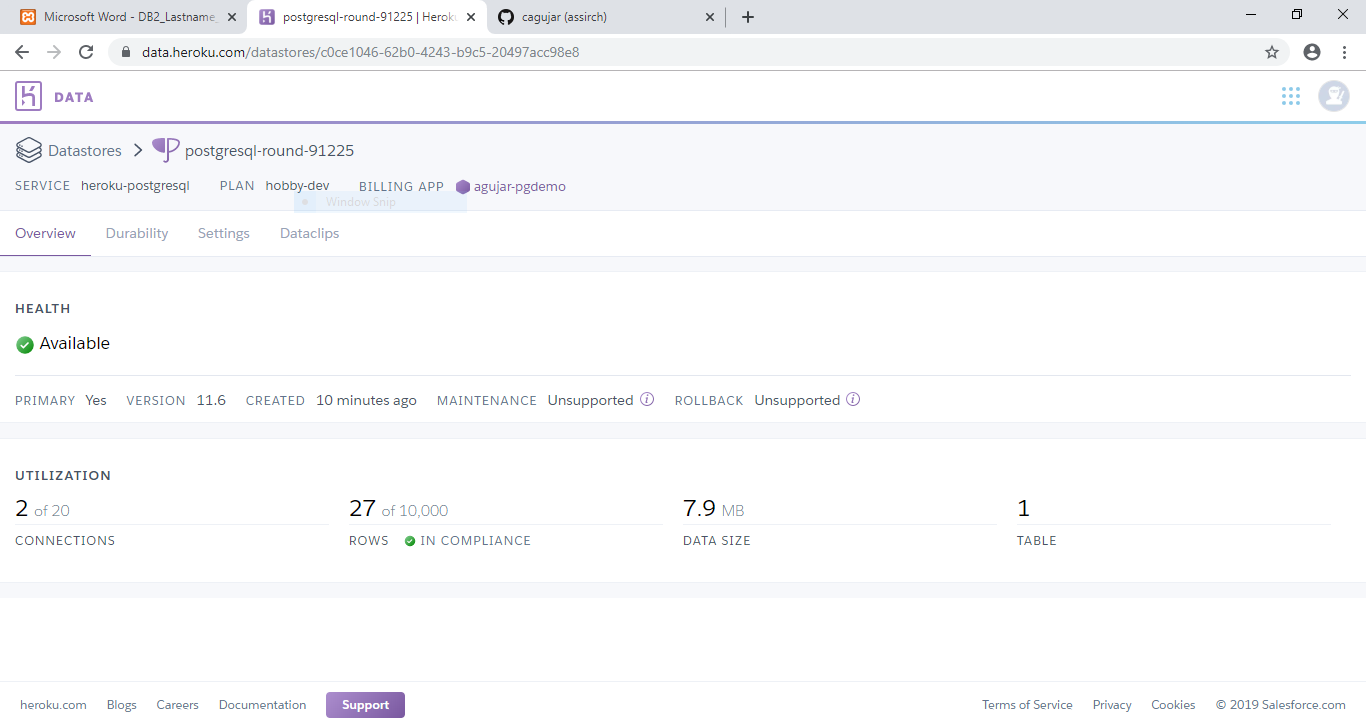 Microsoft Word - DB2_Lastname_
postgresql-round-91225 | Heroku
cagujar (assirch)
data.heroku.com/datastores/c0ce1046-62b0-4243-b9c5-20497acc98e8
DATA
Datastores
postgresql-round-91225
SERVICE heroku-postgresql PLAN hobby-dev BILLING APP agujar-pgdemo
Window Snip
Overview Durability Settings Dataclips
HEALTH
Available
PRIMARY Yes VERSION 11.6 CREATED 10 minutes ago MAINTENANCE Unsupported ROLLBACK Unsupported
UTILIZATION
2 of 20 27 of 10,000 7.9 MB 1
CONNECTIONS ROWS IN COMPLIANCE DATA SIZE TABLE
heroku.com Blogs Careers Documentation Support Terms of Service Privacy Cookies © 2019 Salesforce.com